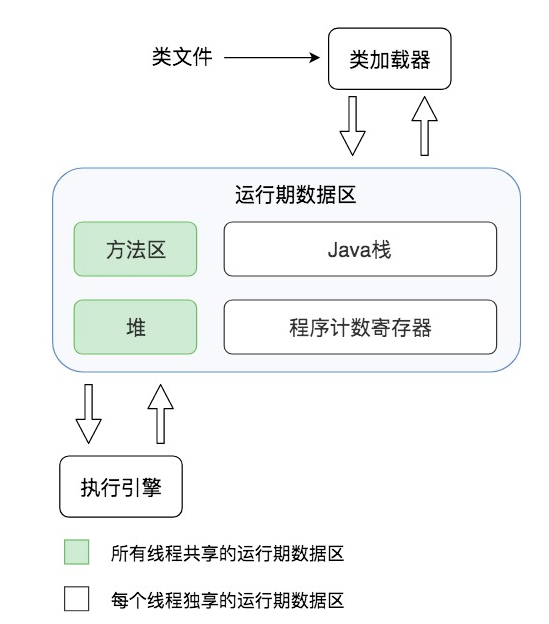 类文件
类加载器
运行期数据区
方法区
Java栈
堆
程序计数寄存器
执行引擎
所有线程共享的运行期数据区
每个线程独享的运行期数据区